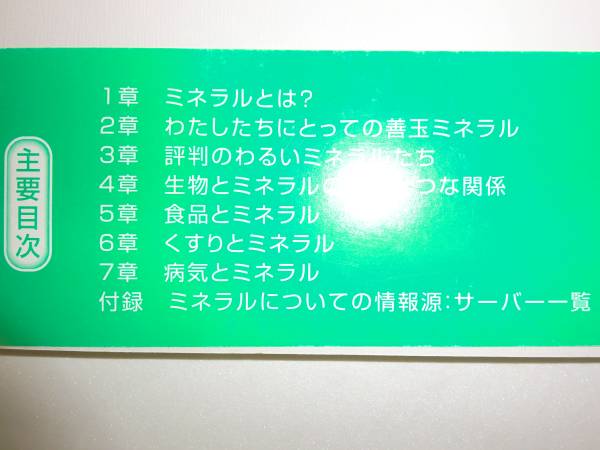 主要目次
1章 ミネラルとは?
2章 わたしたちにとっての善玉ミネラル
3章 評判のわるいミネラルたち
4章 生物とミネラル つな関係
5章 食品とミネラル
6章 くすりとミネラル
7章 病気とミネラル
付録 ミネラルについての情報源:サーバー一覧